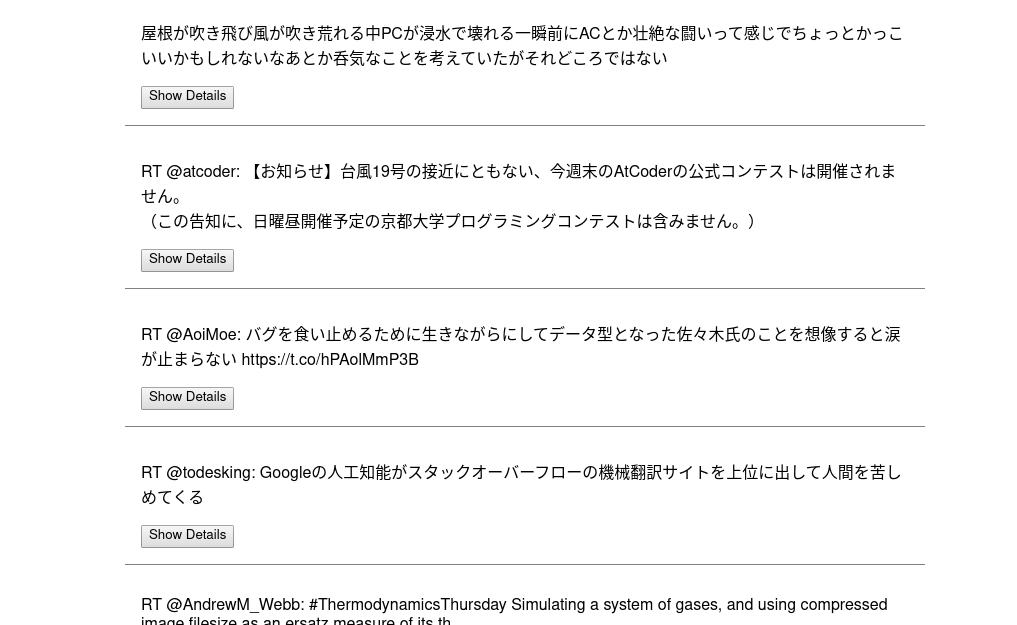 屋根が吹き飛び風が吹き荒れる中PCが浸水で壊れる一瞬前にACとか壮絶な闘いって感じでちょっとかっこ
いいかもしれないなあとか呑気なことを考えていたがそれどころではない
Show Details
RT @atcoder: 【お知らせ】台風19号の接近にともない、今週末のAtCoderの公式コンテストは開催されま
せん。
（この告知に、日曜昼開催予定の京都大学プログラミングコンテストは含みません。）
Show Details
RT @AoiMoe: バグを食い止めるために生きながらにしてデータ型となった佐々木氏のことを想像すると涙
が止まらない https://t.co/hPAolMmP3B
Show Details
RT @todesking: Googleの人工知能がスタックオーバーフローの機械翻訳サイトを上位に出して人間を苦し
めてくる
Show Details
RT @AndrewM_Webb: #ThermodynamicsThursday Simulating a system of gases, and using compressed
image filesize as an ersatz measure of its th